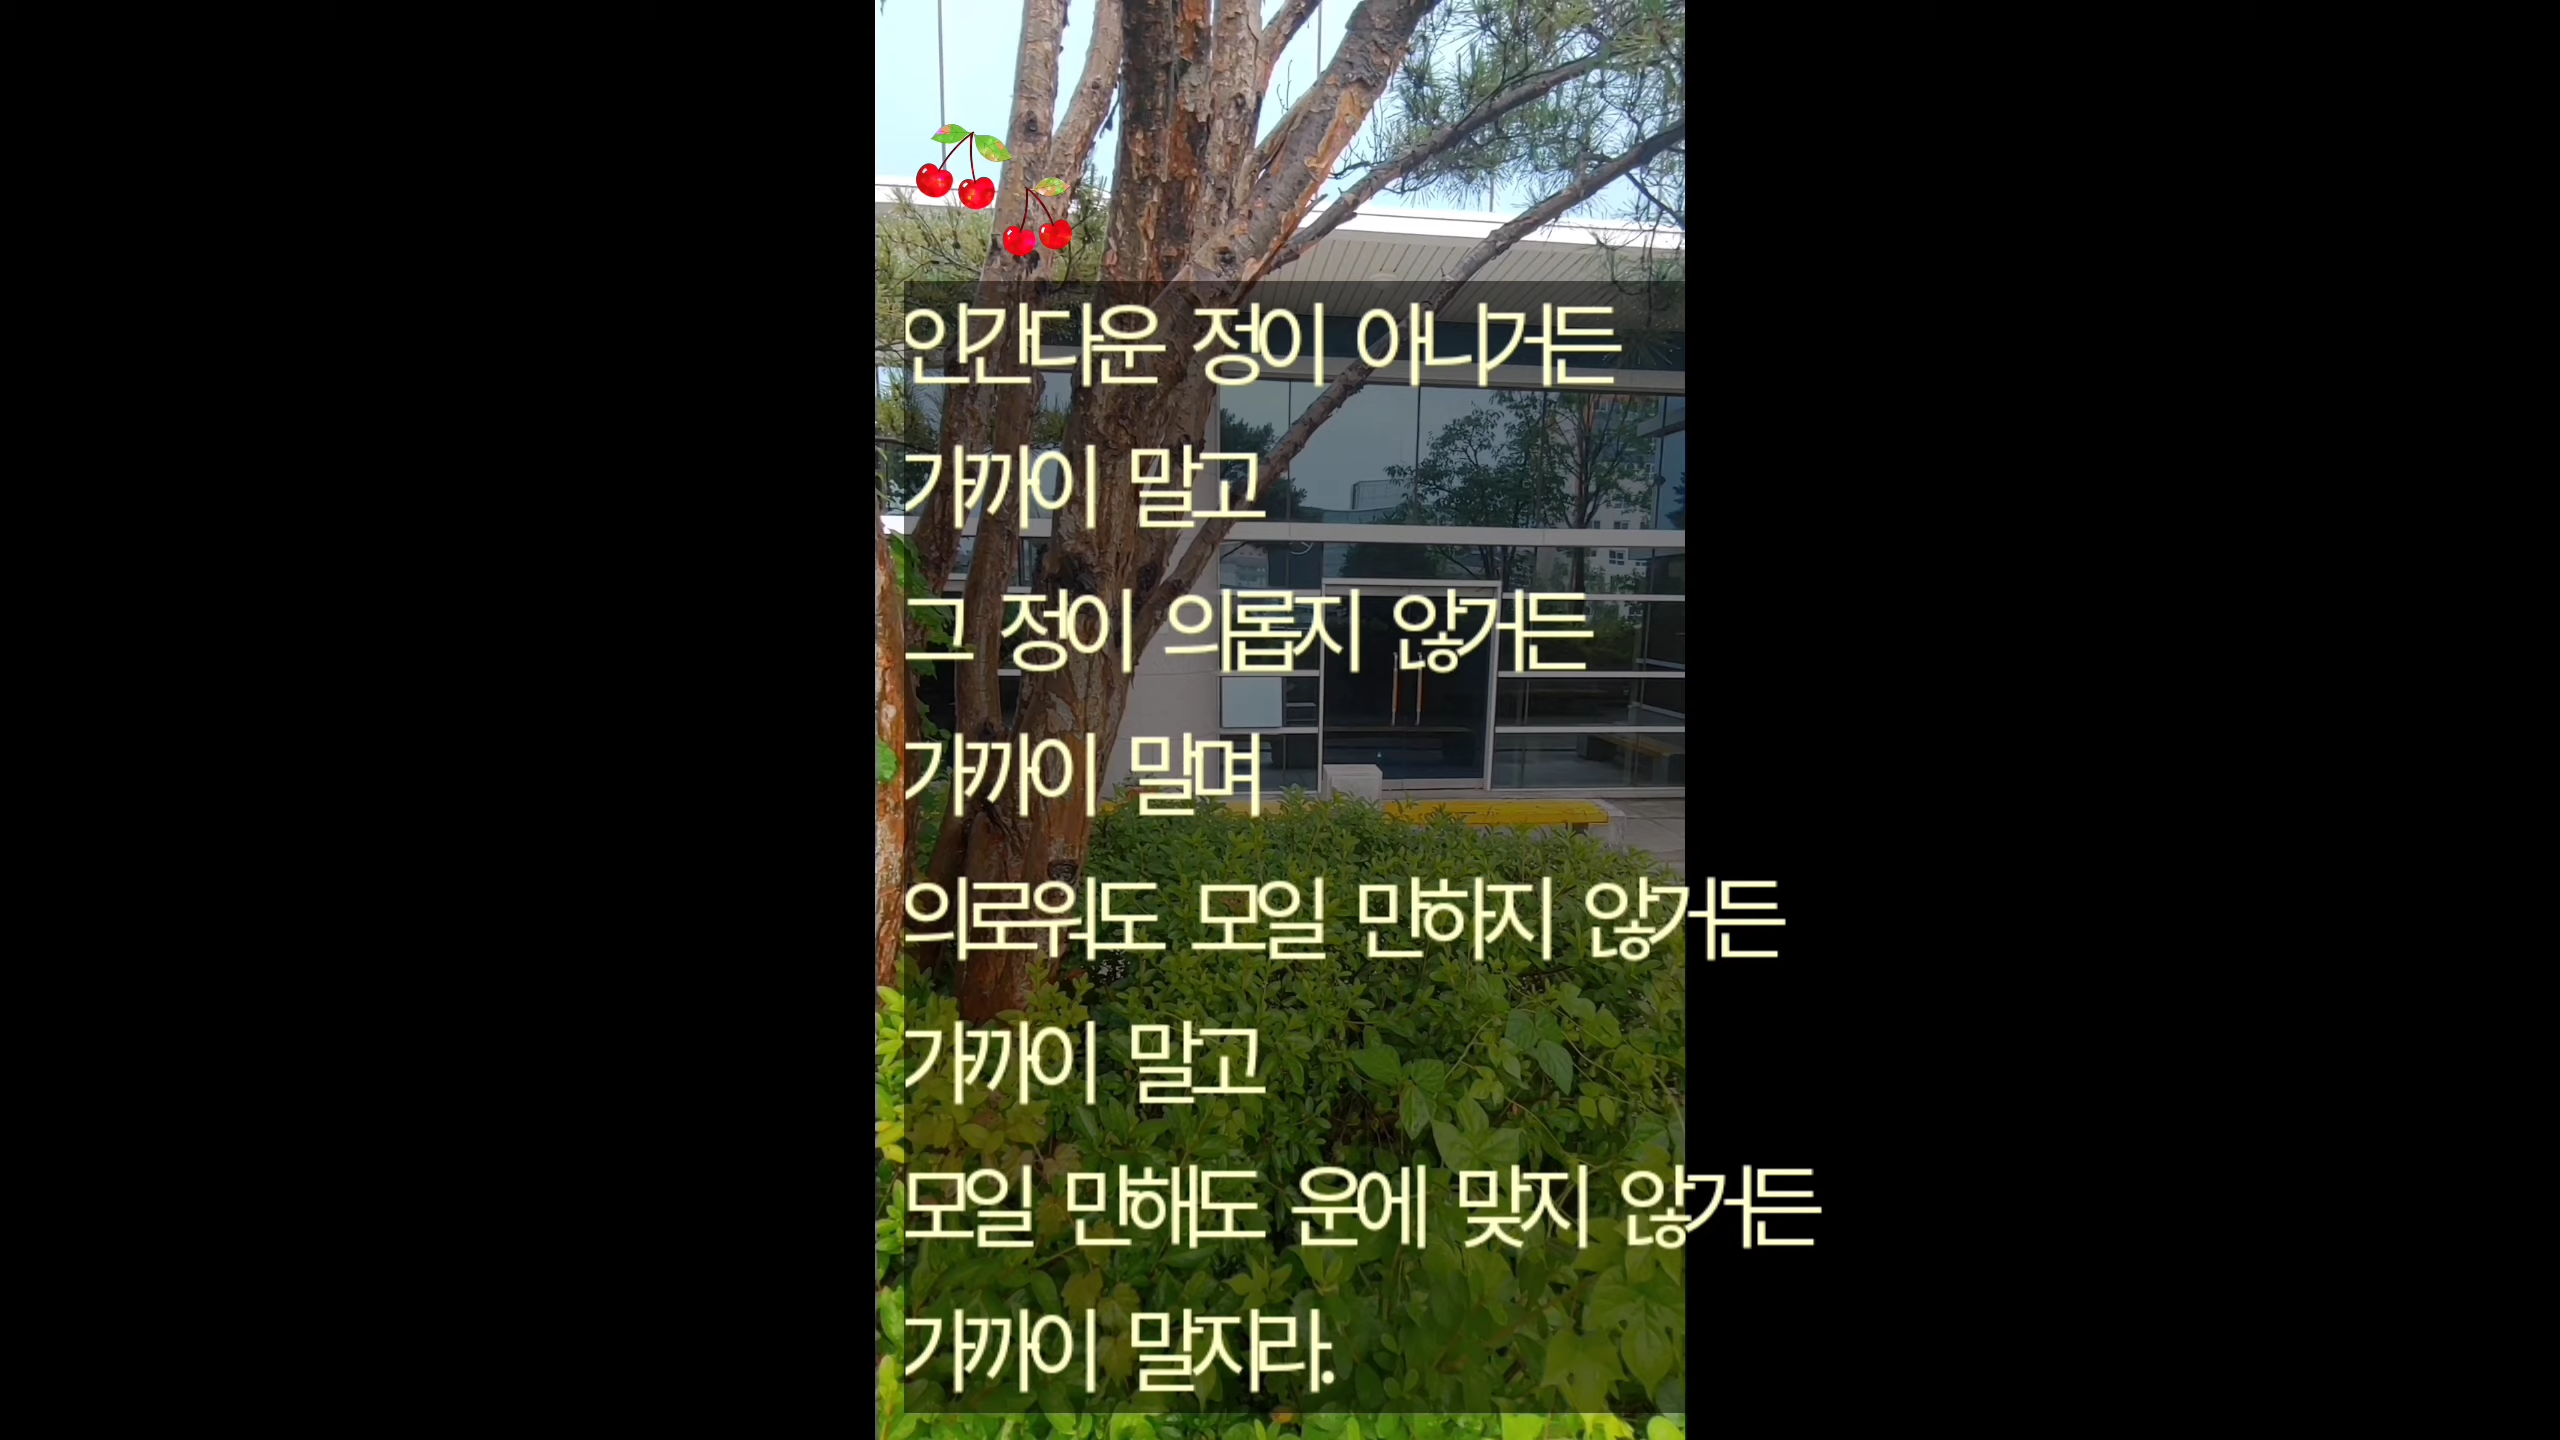 인간다운 정이 아니거든
가까이 말고
그 정이 의롭지 않거든
가까이 말며
의로워도 모일 만하지 않거든
가까이 말고
모일 만해도 운에 맞지 않거든
가까이 말지라.